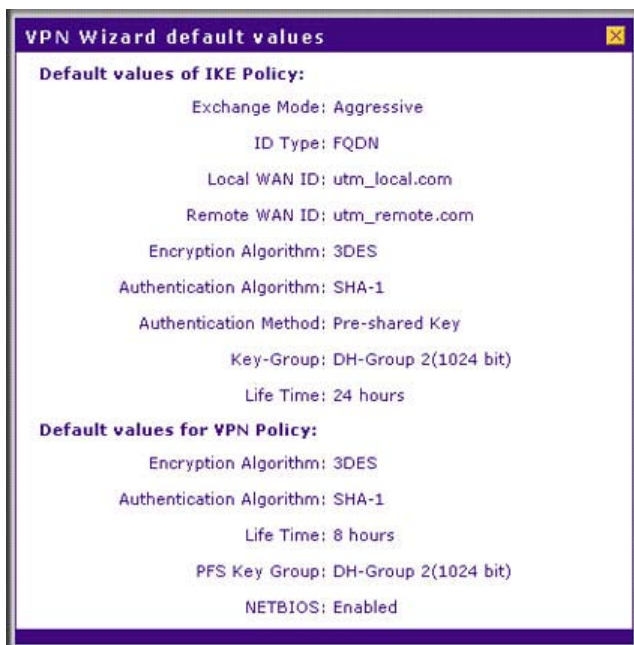 VPN Wizard default values
Default values of IKE Policy:
Exchange Mode: Aggressive
ID Type: FQDN
Local WAN ID: utm_local.com
Remote WAN ID: utm_remote.com
Encryption Algorithm: 3DES
Authentication Algorithm: SHA-1
Authentication Method: Pre-shared Key
Key-Group: DH-Group 2(1024 bit)
Life Time: 24 hours
Default values for VPN Policy:
Encryption Algorithm: 3DES
Authentication Algorithm: SHA-1
Life Time: 8 hours
PFS Key Group: DH-Group 2(1024 bit)
NETBIOS: Enabled